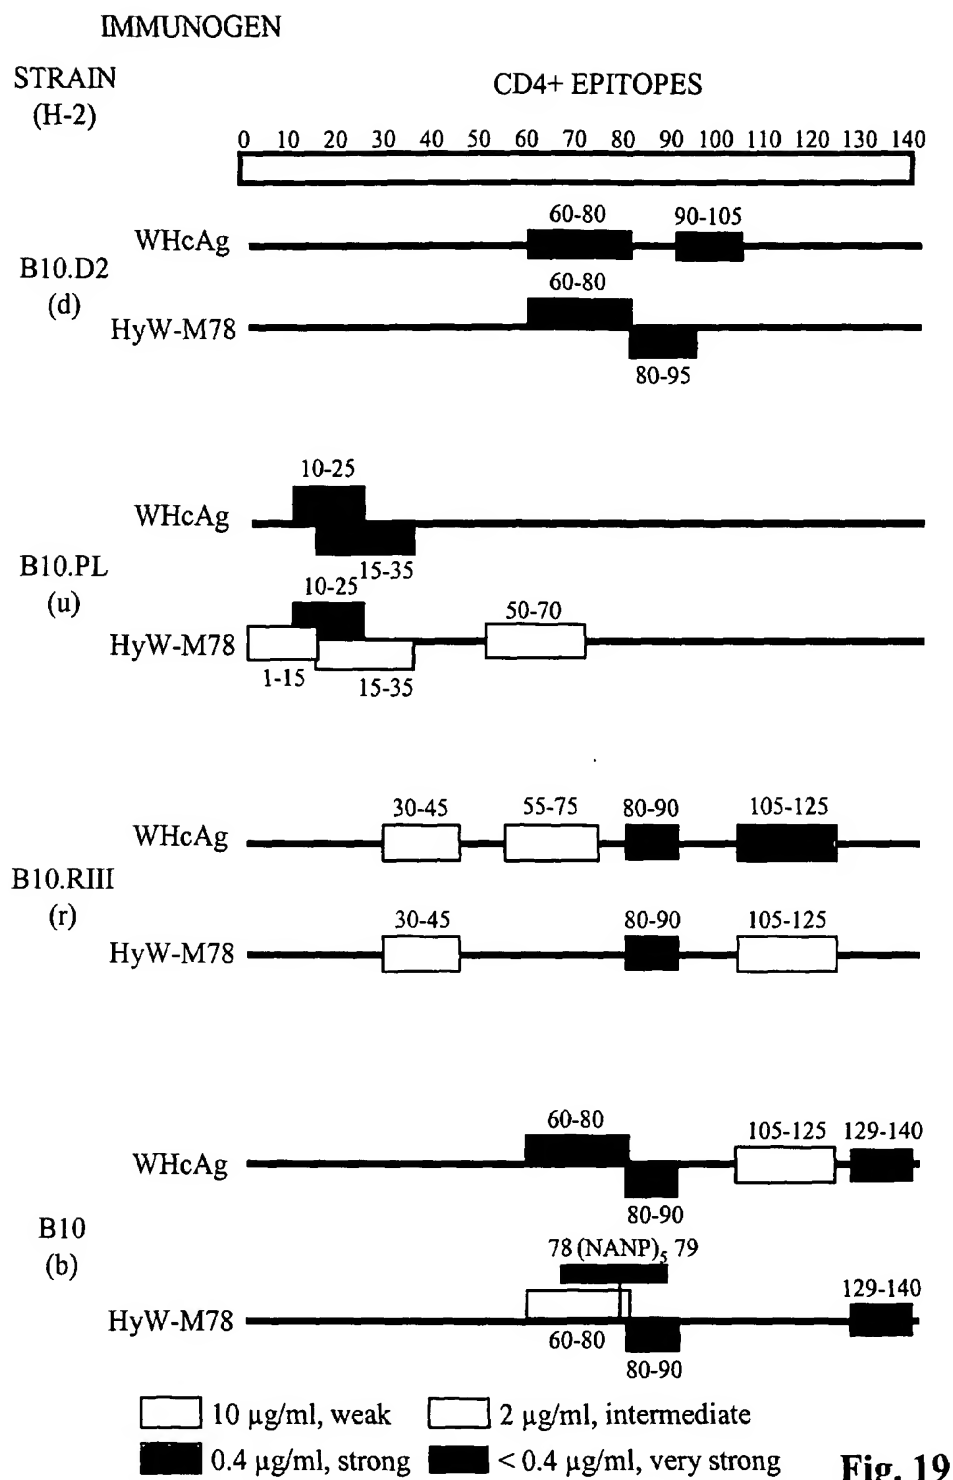 IMMUNOGEN
STRAIN
(H-2)
CD4+ EPITOPES
0 10 20 30 40 50 60 70 80 90 100 110 120 130 140
60-80 90-105
WHcAg
B10.D2
(d)
60-80
HyW-M78
80-95
10-25
WHcAg
15-35
B10.PL
(u)
10-25
50-70
HyW-M78
1-15
15-35
30-45 55-75 80-90 105-125
WHcAg
B10.RIII
(r)
30-45 80-90 105-125
HyW-M78
60-80
105-125 129-140
WHcAg
80-90
B10
(b)
78 (NANP)5 79
129-140
HyW-M78
60-80
80-90
10 µg/ml, weak 2 µg/ml, intermediate
0.4 µg/ml, strong < 0.4 µg/ml, very strong
Fig. 19